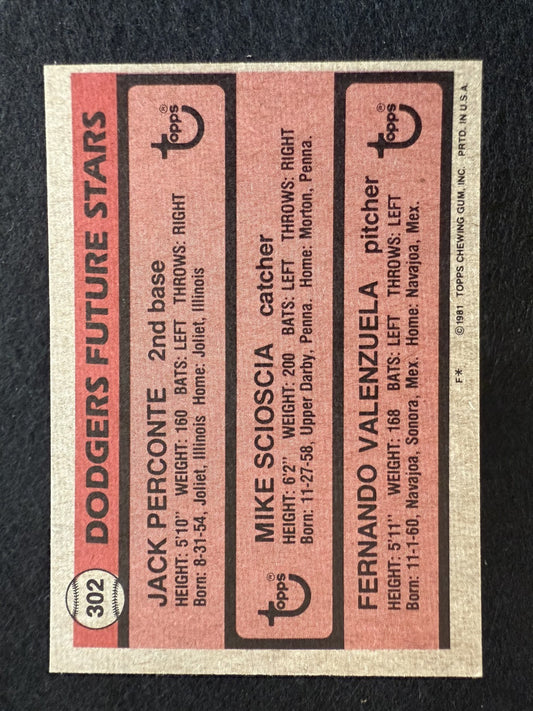 302
DODGERS FUTURE STARS
JACK PERCONTE 2nd base
HEIGHT: 5'10" WEIGHT: 160 BATS: LEFT THROWS: RIGHT
Born: 8-31-54, Joliet, Illinois Home: Joliet, Illinois
topps®
topps®
MIKE SCIOSCIA catcher
HEIGHT: 6'2" WEIGHT: 200 BATS: LEFT THROWS: RIGHT
Born: 11-27-58, Upper Darby, Penna. Home: Morton, Penna.
FERNANDO VALENZUELA pitcher
HEIGHT: 5'11" WEIGHT: 168 BATS: LEFT THROWS: LEFT
Born: 11-1-60, Navajoa, Sonora, Mex. Home: Navajoa, Mex.
topps®
F* ©1981 TOPPS CHEWING GUM, INC. PRTD. IN U.S.A.